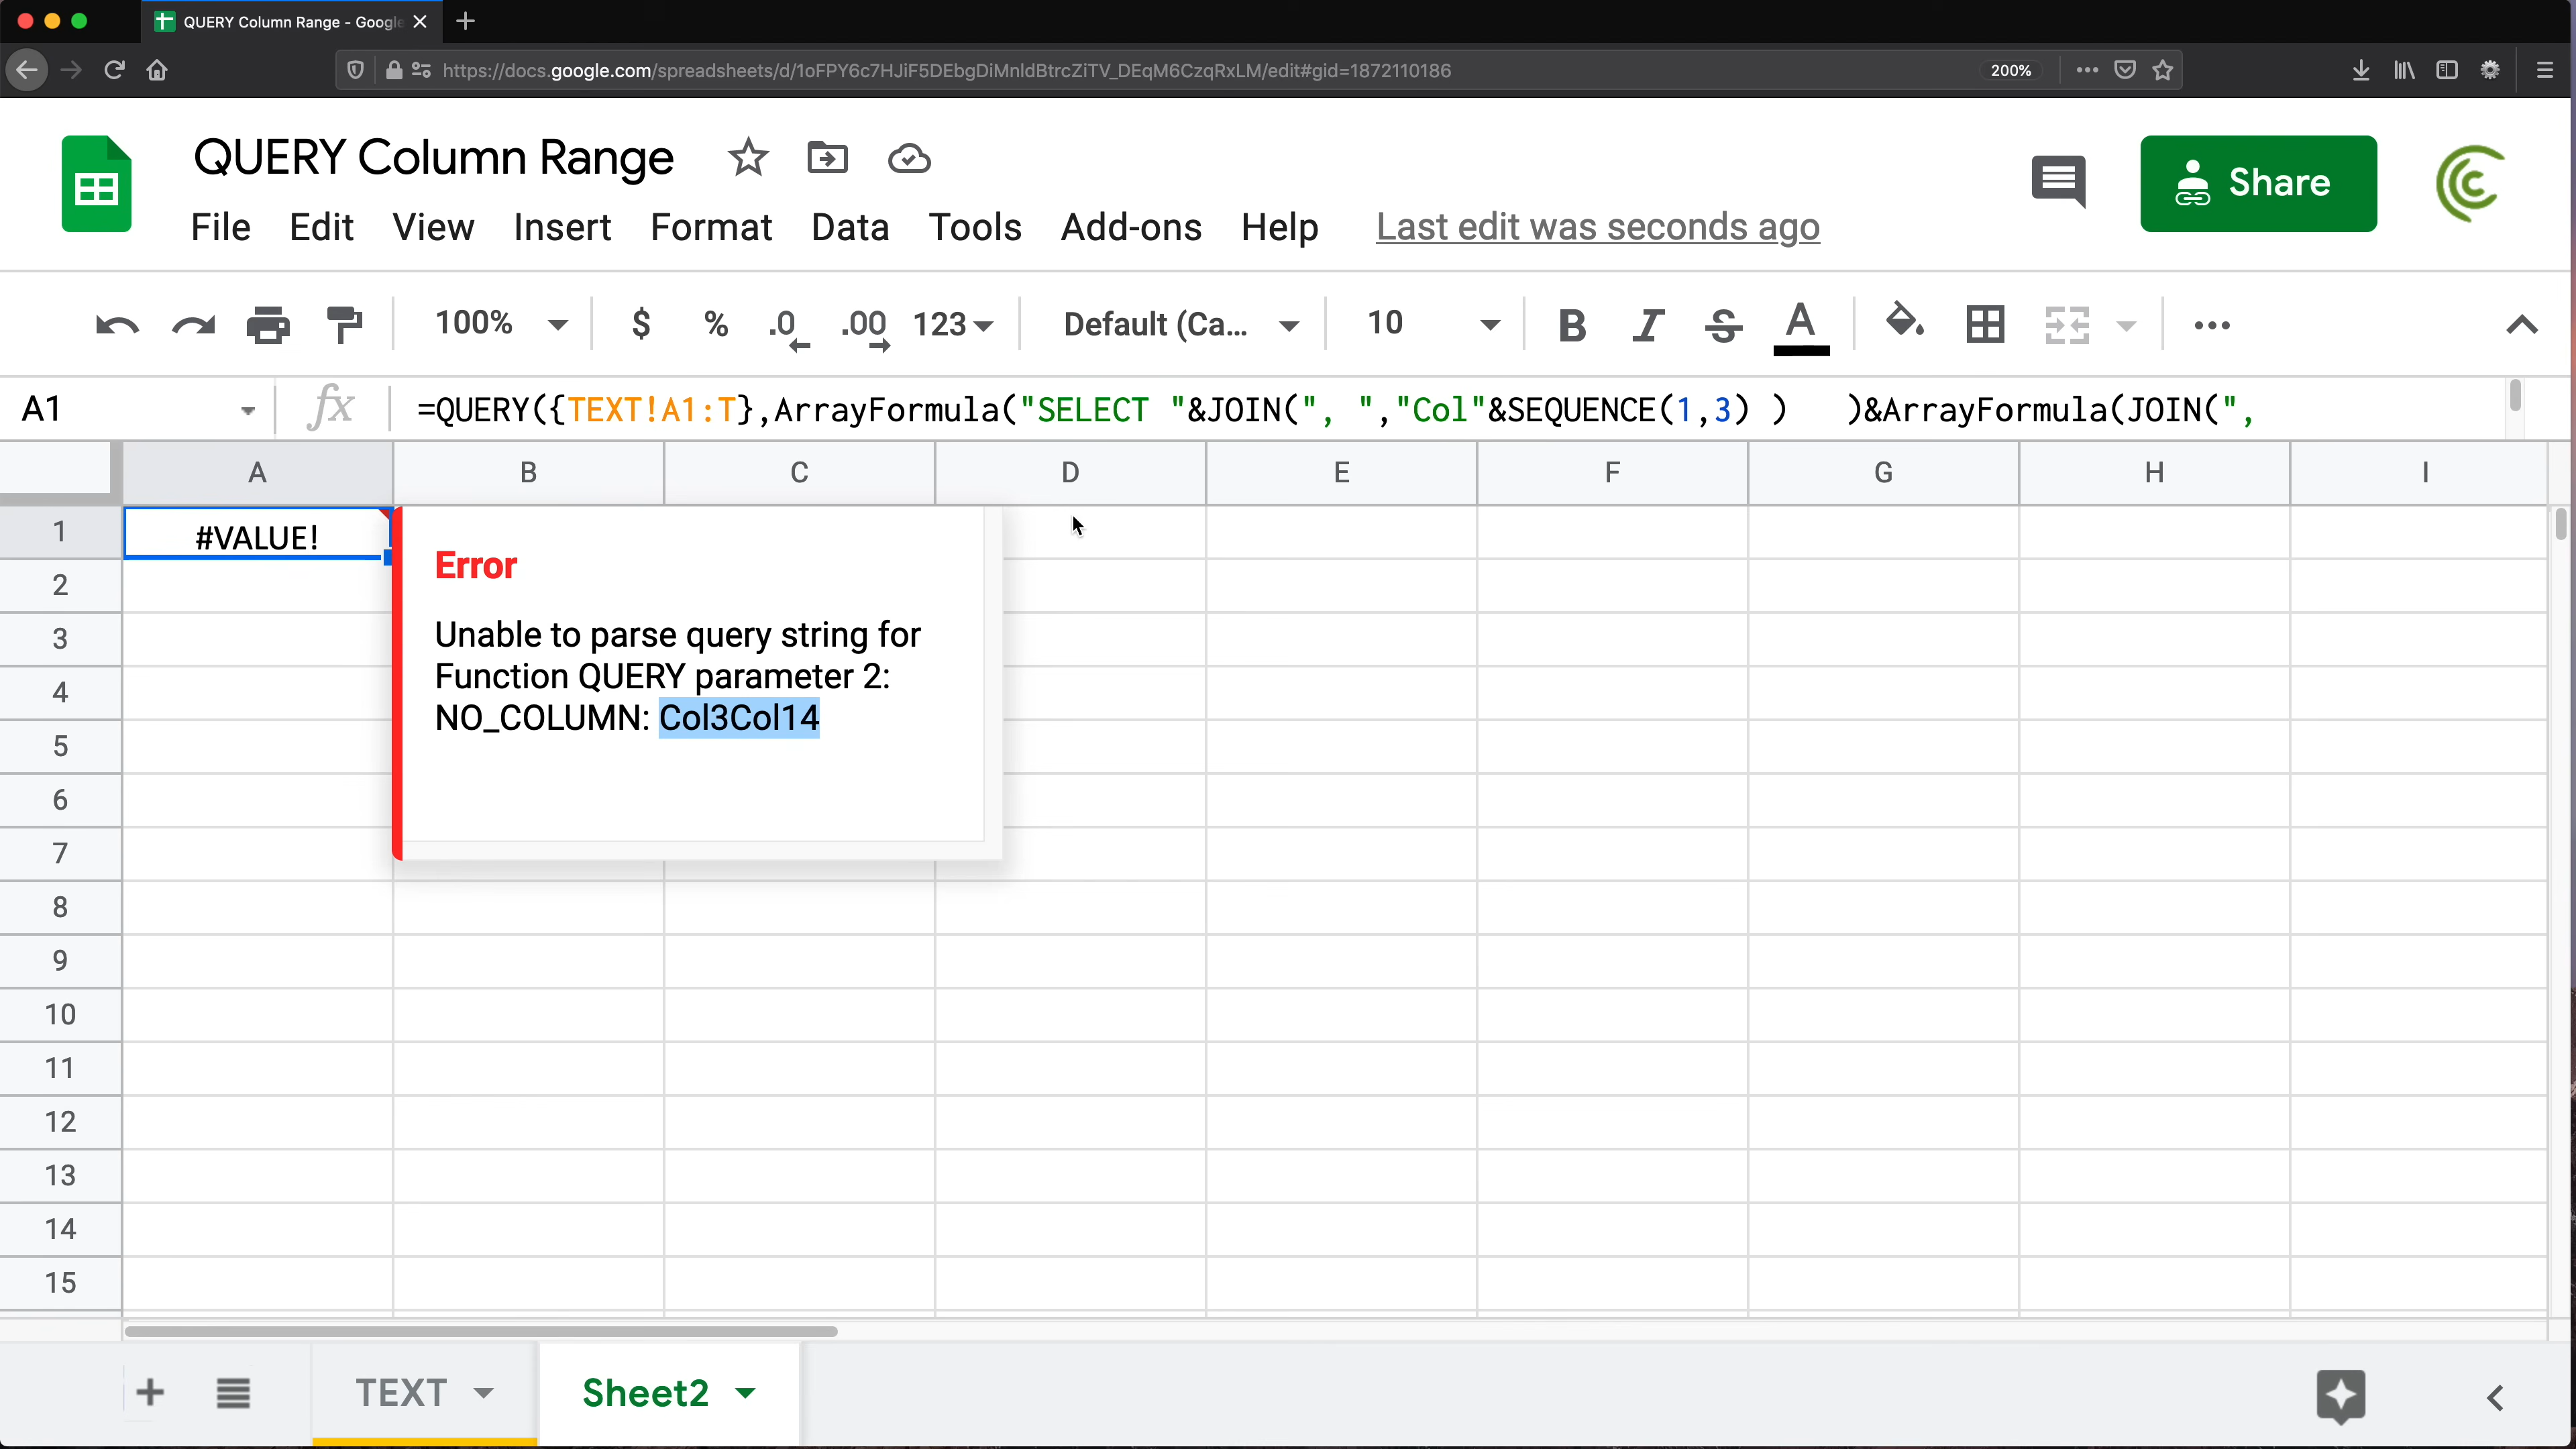 QUERY Column Range - Google
https://docs.google.com/spreadsheets/d/1oFPY6c7HJiF5DEbgDiMnldBtrcZiTV_DEqM6CzqRxLM/edit#gid=1872110186
200%
QUERY Column Range
Share
File Edit View Insert Format Data Tools Add-ons Help Last edit was seconds ago
100% $ % .0 .00 123 Default (Ca... 10 B I S A
A1 fx =QUERY({TEXT!A1:T},ArrayFormula("SELECT "&JOIN(", ","Col"&SEQUENCE(1,3) ) )&ArrayFormula(JOIN(",
A B C D E F G H I
1 #VALUE!
Error
2
Unable to parse query string for
3
Function QUERY parameter 2:
4
NO_COLUMN: Col3Col14
5
6
7
8
9
10
11
12
13
14
15
TEXT Sheet2